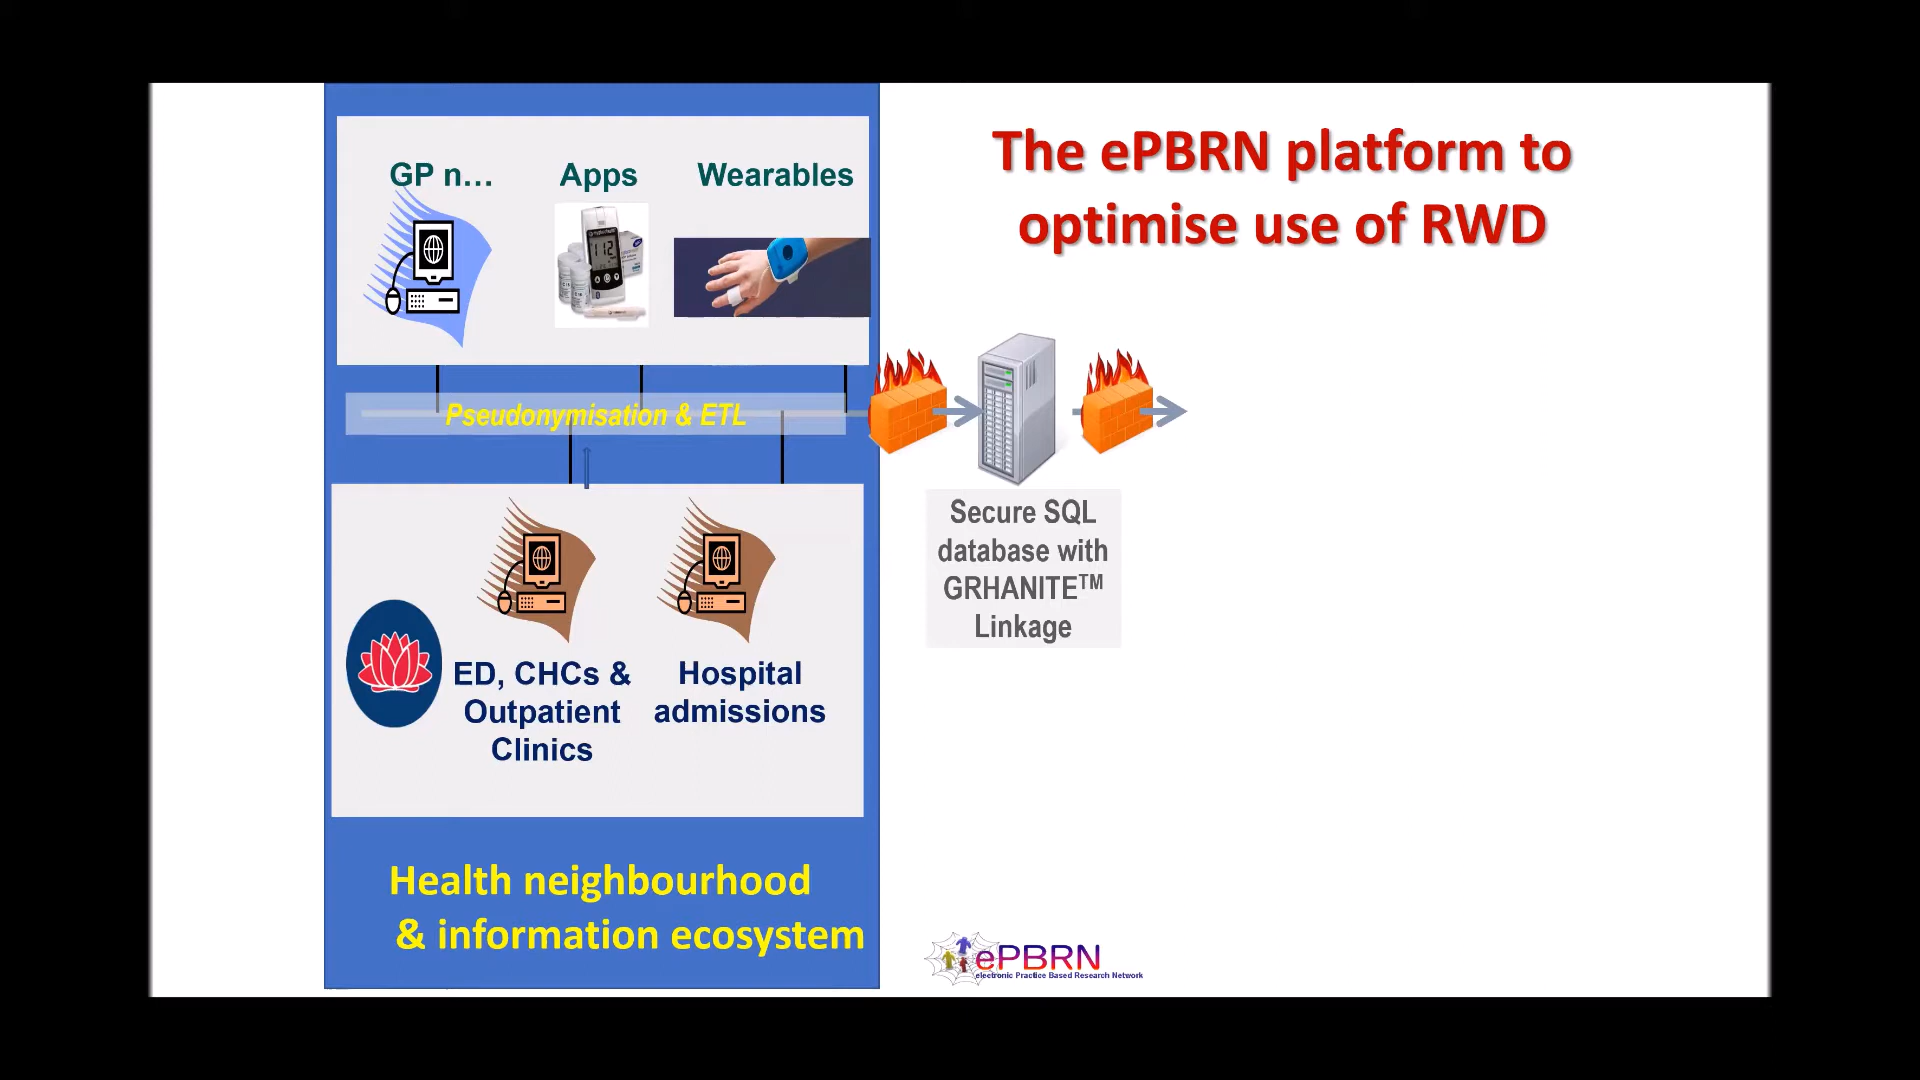 The ePBRN platform to
optimise use of RWD
GP n...
Apps
Wearables
112
Pseudonymisation & ETL
Secure SQL
database with
GRHANITE™
Linkage
ED, CHCs &
Outpatient
Clinics
Hospital
admissions
Health neighbourhood
& information ecosystem
ePBRN
electronic Practice Based Research Network